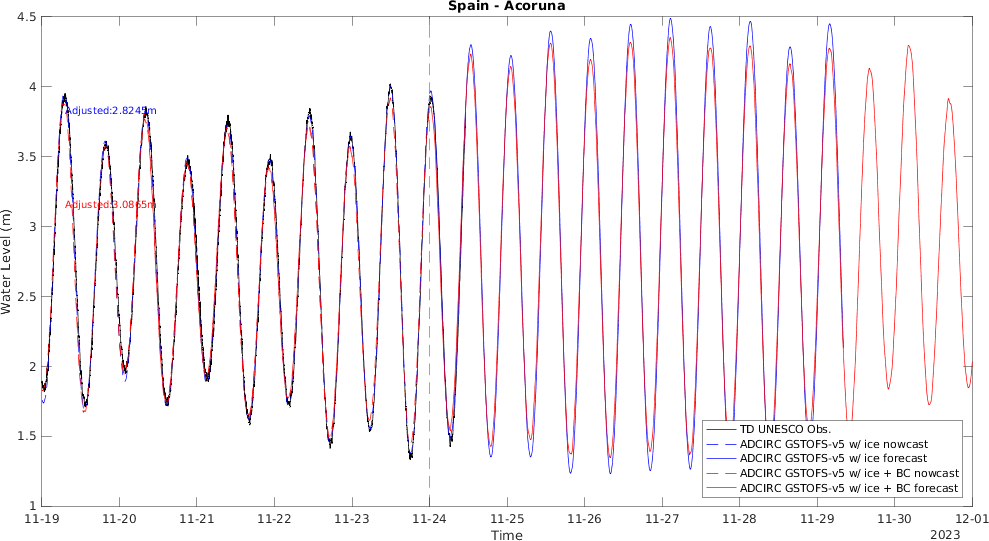 Spain - Acoruna
4.5
4
3.5
3
2.5
2
1.5
1
Water Level (m)
Adjusted:2.8245m
Adjusted:3.0865m
TD UNESCO Obs.
ADCIRC GSTOFS-v5 w/ ice nowcast
ADCIRC GSTOFS-v5 w/ ice forecast
ADCIRC GSTOFS-v5 w/ ice + BC nowcast
ADCIRC GSTOFS-v5 w/ ice + BC forecast
11-19 11-20 11-21 11-22 11-23 11-24 11-25 11-26 11-27 11-28 11-29 11-30 12-01
Time
2023